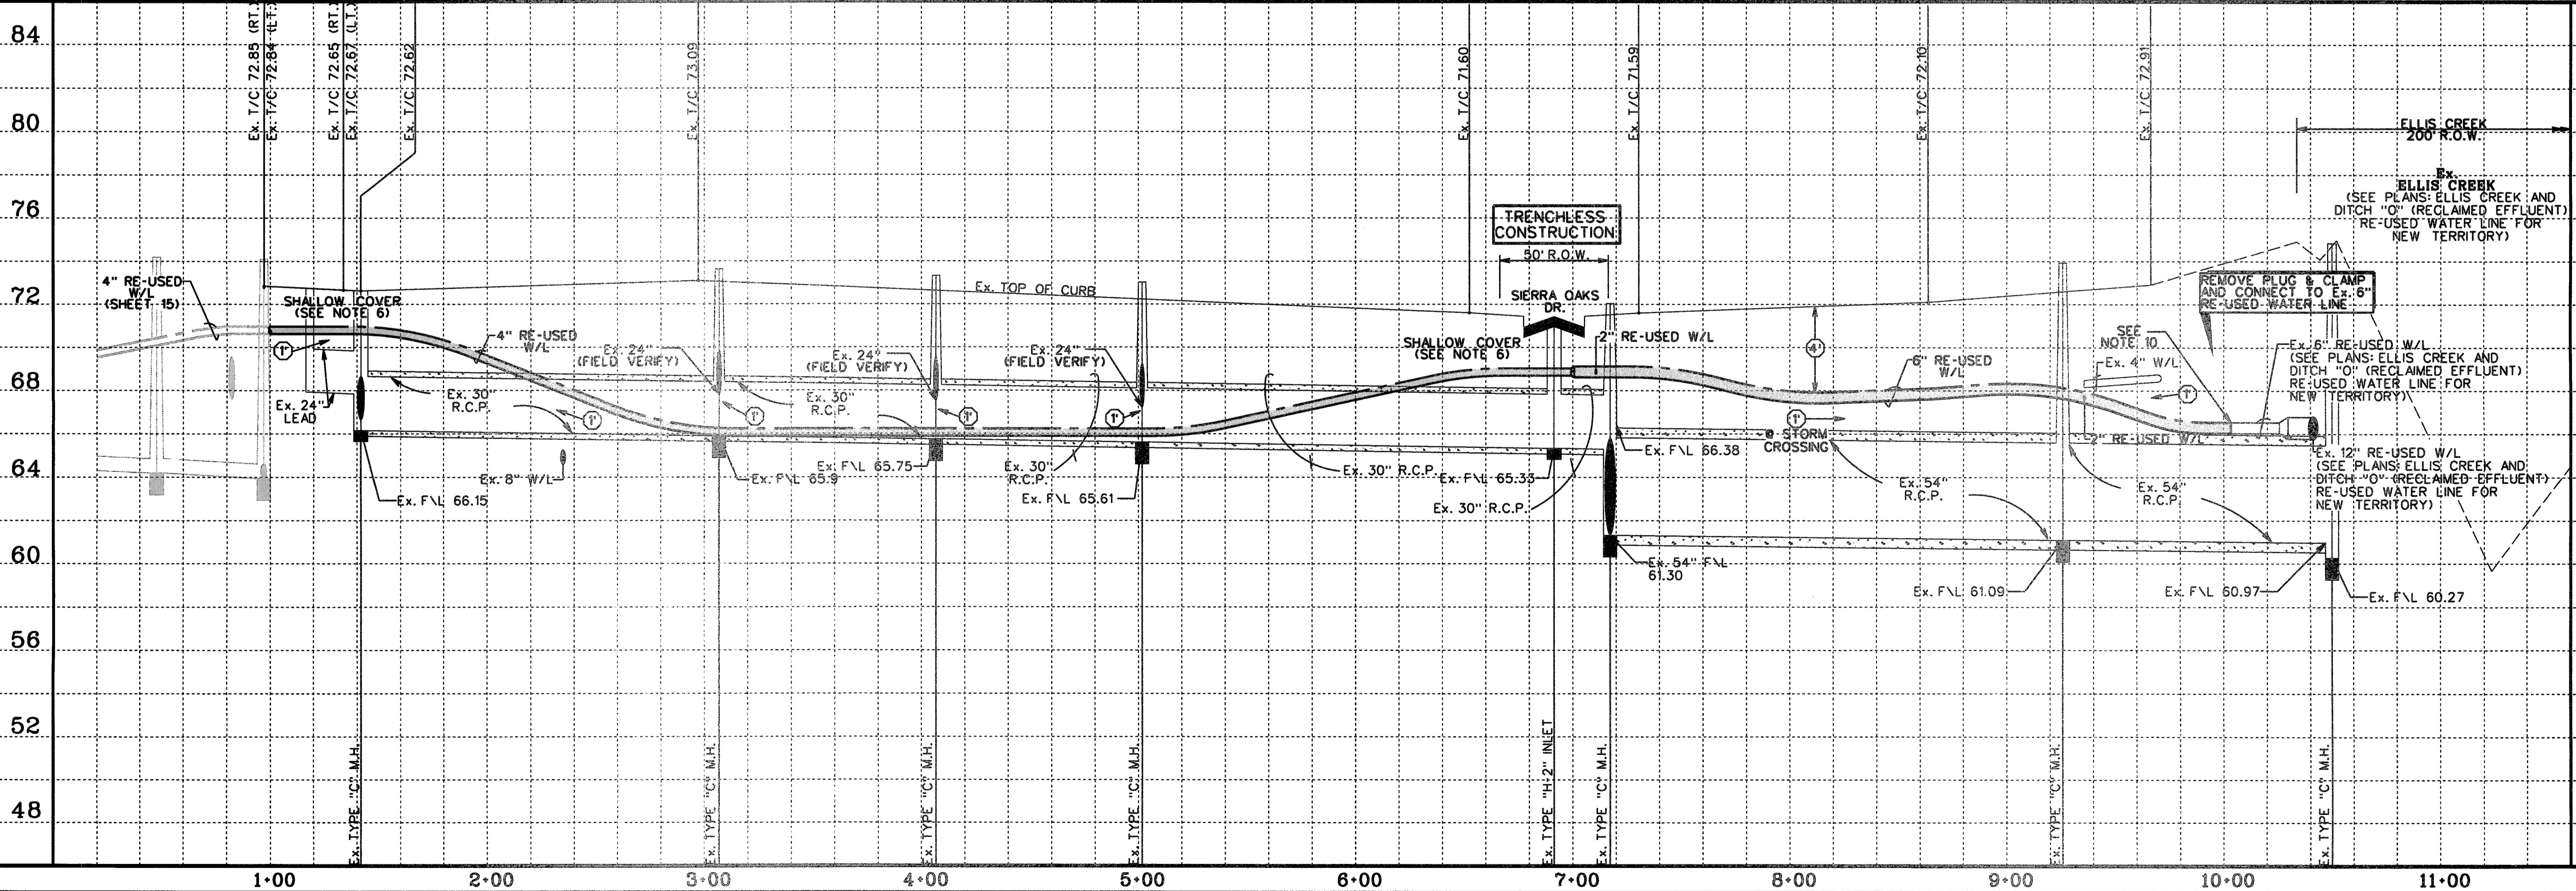 84
80
76
72
68
64
60
56
52
48
Ex. T/C 72.85 (RT.)
Ex. T/C 72.84 (LT.)
Ex. T/C 72.65 (RT.)
Ex. T/C 72.67 (LT.)
Ex. T/C 72.62
Ex. T/C 73.09
Ex. T/C 71.60
Ex. T/C 71.59
Ex. T/C 72.10
Ex. T/C 72.91
ELLIS CREEK
200' R.O.W.
Ex.
ELLIS CREEK
(SEE PLANS: ELLIS CREEK AND
DITCH "O" (RECLAIMED EFFLUENT)
RE-USED WATER LINE FOR
NEW TERRITORY)
TRENCHLESS
CONSTRUCTION
50' R.O.W.
SIERRA OAKS
DR.
4" RE-USED
W/L
(SHEET 15)
SHALLOW COVER
(SEE NOTE 6)
Ex. TOP OF CURB
REMOVE PLUG & CLAMP
AND CONNECT TO Ex. 6"
RE-USED WATER LINE
1'
4" RE-USED
W/L
Ex. 24"
(FIELD VERIFY)
Ex. 24"
(FIELD VERIFY)
Ex. 24"
(FIELD VERIFY)
SHALLOW COVER
(SEE NOTE 6)
2" RE-USED W/L
4'
6" RE-USED
W/L
SEE
NOTE 10
Ex. 4" W/L
Ex. 6" RE-USED W/L
(SEE PLANS: ELLIS CREEK AND
DITCH "O" (RECLAIMED EFFLUENT)
RE-USED WATER LINE FOR
NEW TERRITORY)
Ex. 24"
LEAD
Ex. 30"
R.C.P.
1'
1'
Ex. 30"
R.C.P.
1'
1'
1'
1'
@ STORM
CROSSING
2" RE-USED W/L
Ex. 8" W/L
Ex. F\L 66.15
Ex. F\L 65.9
Ex. F\L 65.75
Ex. 30"
R.C.P.
Ex. F\L 65.61
Ex. 30" R.C.P.
Ex. F\L 65.33
Ex. 30" R.C.P.
Ex. F\L 66.38
Ex. 54"
R.C.P.
Ex. 54"
R.C.P.
Ex. 12" RE-USED W/L
(SEE PLANS: ELLIS CREEK AND
DITCH "O" (RECLAIMED EFFLUENT)
RE-USED WATER LINE FOR
NEW TERRITORY)
Ex. 54" F\L
61.30
Ex. F\L 61.09
Ex. F\L 60.97
Ex. F\L 60.27
Ex. TYPE "C" M.H.
Ex. TYPE "C" M.H.
Ex. TYPE "C" M.H.
Ex. TYPE "C" M.H.
Ex. TYPE "H-2" INLET
Ex. TYPE "C" M.H.
Ex. TYPE "C" M.H.
Ex. TYPE "C" M.H.
1+00
2+00
3+00
4+00
5+00
6+00
7+00
8+00
9+00
10+00
11+00